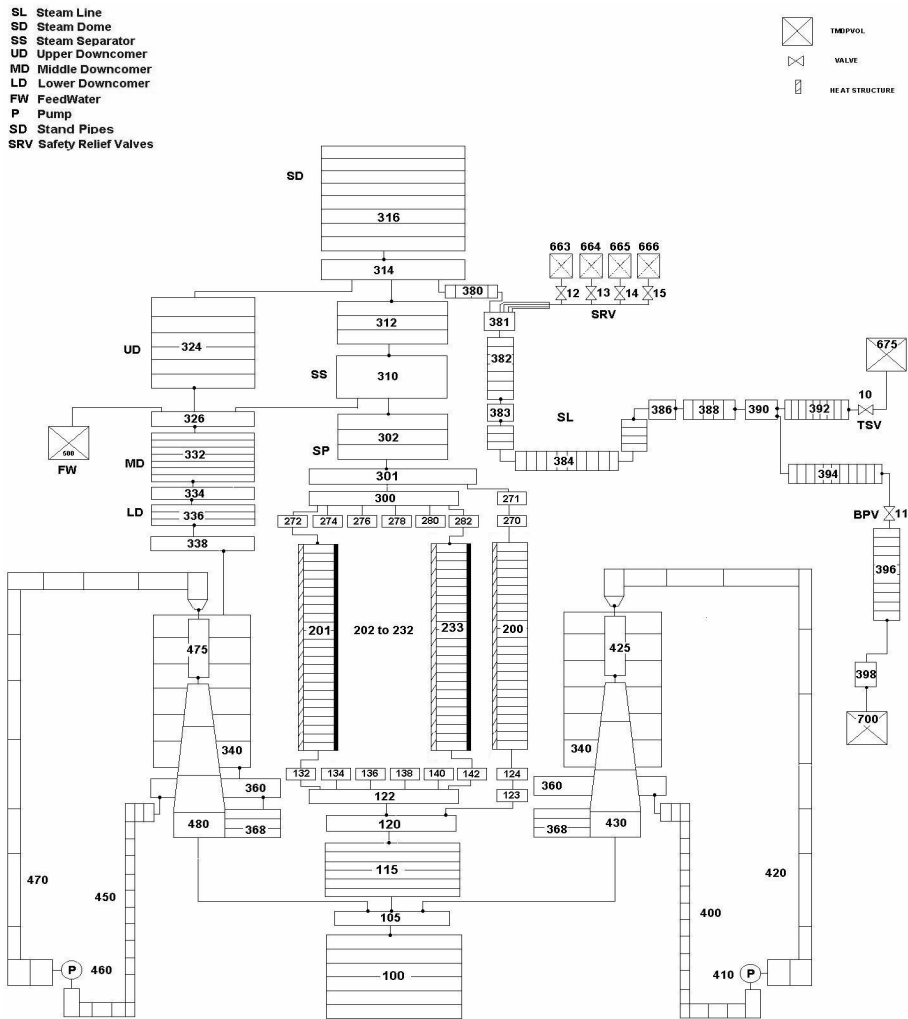 SL Steam Line
SD Steam Dome
SS Steam Separator
UD Upper Downcomer
MD Middle Downcomer
LD Lower Downcomer
FW FeedWater
P Pump
SD Stand Pipes
SRV Safety Relief Valves
TMDPVOL
VALVE
HEAT STRUCTURE
SD
316
314
380
663 664 665 666
12 13 14 15
SRV
381
312
382
UD
324
SS
310
675
10
TSV
383
SL
386 388 390 392
326
500
FW
SP
302
MD
332
384
394
301
334
300
271
LD
336
272 274 276 278 280 282 270
BPV 11
338
396
201
202 to 232
233
200
475
425
398
700
340
340
132 134 136 138 140 142 124
360
360
122
123
480
120
430
368
368
115
470
450
420
400
105
P
460
100
410
P